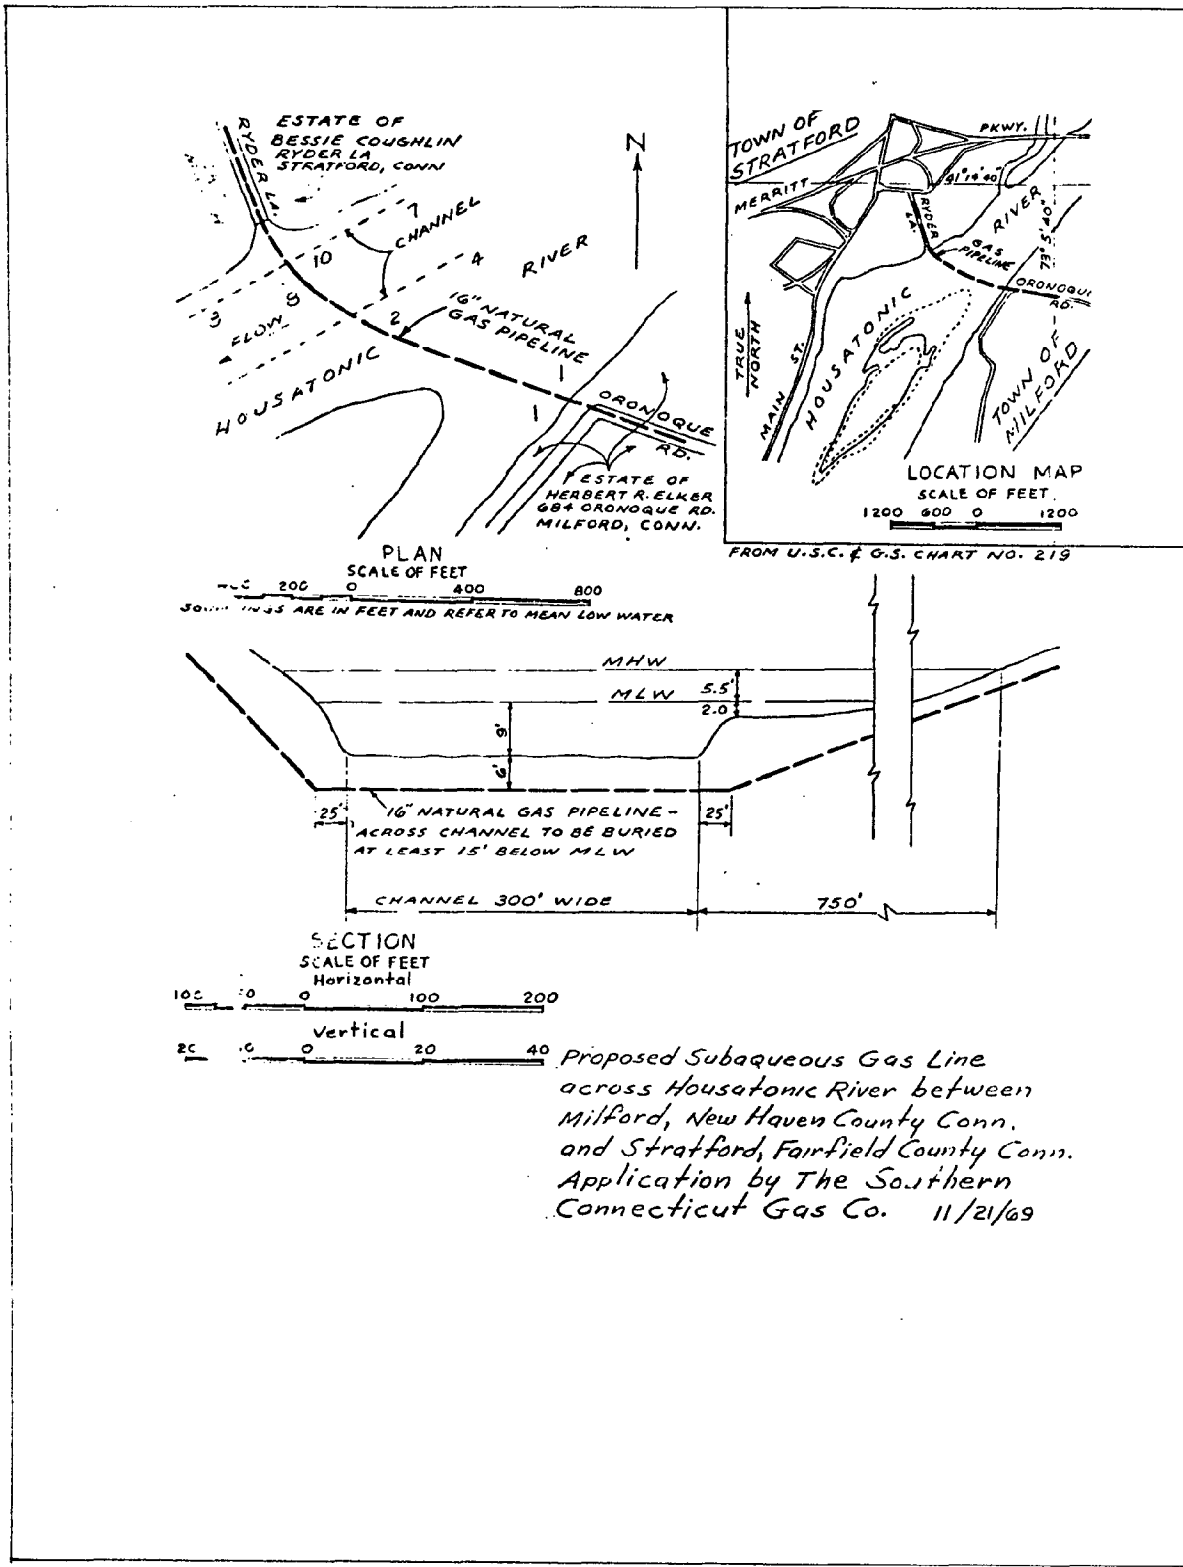 ESTATE OF
BESSIE COUGHLIN
RYDER LA
STRATFORD, CONN
RYDER LA.
N
7
CHANNEL
10
4
RIVER
3
2
16" NATURAL
GAS PIPELINE
FLOW
HOUSATONIC
1
1
ORONOQUE
RD.
ESTATE OF
HERBERT R. ELKER
684 ORONOQUE RD.
MILFORD, CONN.
PLAN
SCALE OF FEET
200 0 400 800
ARE IN FEET AND REFER TO MEAN LOW WATER
TOWN OF
STRATFORD
PKWY.
41° 14' 40"
MERRITT
RYDER
LA.
RIVER
73° 5' 40"
GAS
PIPELINE
ORONOQUE
RD.
HOUSATONIC
TRUE
NORTH
MAIN ST.
TOWN OF
MILFORD
LOCATION MAP
SCALE OF FEET
1200 600 0 1200
FROM U.S.C. & G.S. CHART NO. 219
MHW
MLW
5.5'
2.0
9'
6'
25'
16" NATURAL GAS PIPELINE -
ACROSS CHANNEL TO BE BURIED
AT LEAST 15' BELOW MLW
25'
CHANNEL 300' WIDE
750'
SECTION
SCALE OF FEET
Horizontal
0 100 200
Vertical
0 20 40
Proposed Subaqueous Gas Line
across Housatonic River between
Milford, New Haven County Conn.
and Stratford, Fairfield County Conn.
Application by The Southern
Connecticut Gas Co. 11/21/69